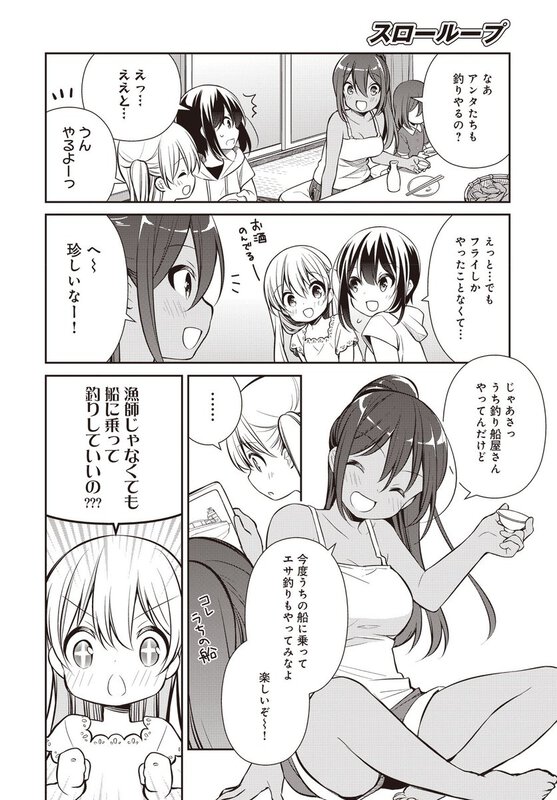 スローループ
なあ
アンタたちも
釣りやるの？
えっ…
ええと…
うん
やるよーっ
えっと…でも
フライしか
やったことなくて…
お酒
のんでるー
へ〜
珍しいなー！
じゃあさっ
うち釣り船屋さん
やってんだけど
今度うちの船に乗って
エサ釣りもやってみなよ
楽しいぞ〜！
コレ
うちの船
……
漁師じゃなくても
船に乗って
釣りしていいの???